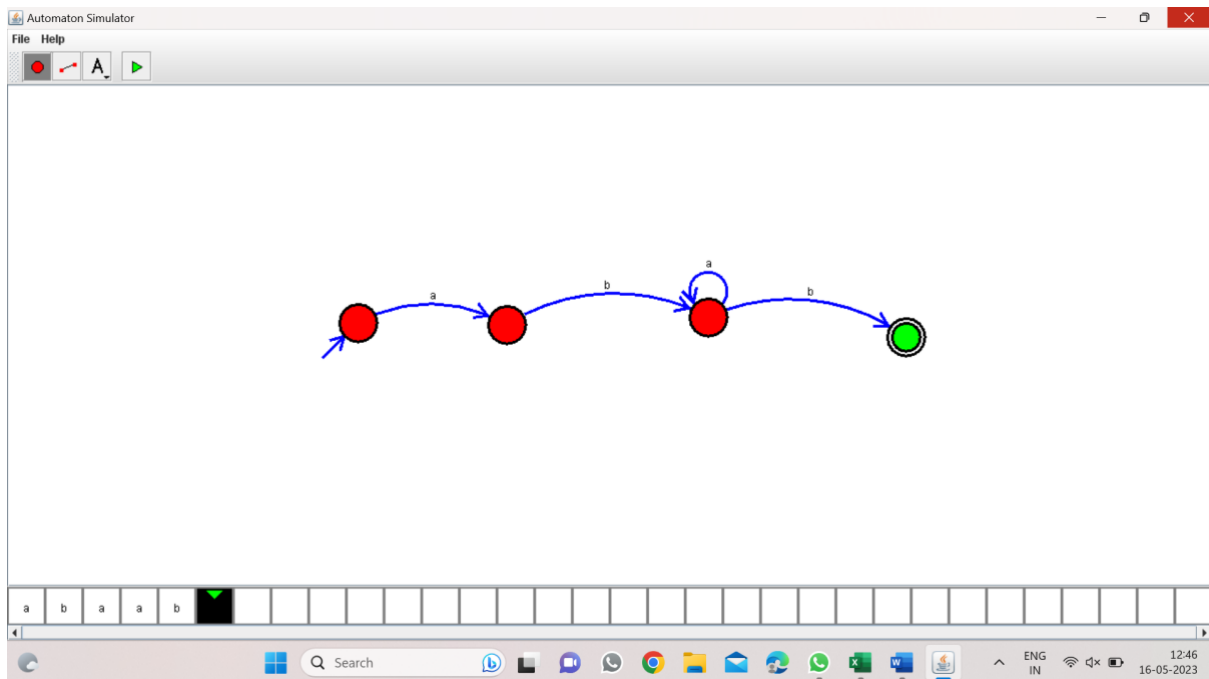 Automaton Simulator
File Help
A
a
a b b
a b a a b
Search
ENG 12:46
IN 16-05-2023